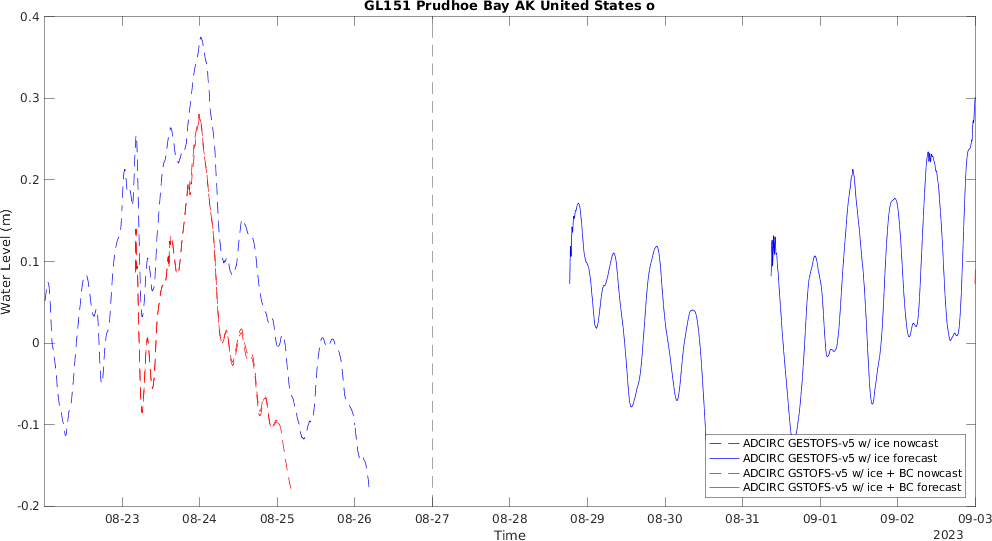 GL151 Prudhoe Bay AK United States o
Water Level (m)
0.4
0.3
0.2
0.1
0
-0.1
-0.2
08-23
08-24
08-25
08-26
08-27
08-28
08-29
08-30
08-31
09-01
09-02
09-03
Time
2023
ADCIRC GESTOFS-v5 w/ ice nowcast
ADCIRC GESTOFS-v5 w/ ice forecast
ADCIRC GSTOFS-v5 w/ ice + BC nowcast
ADCIRC GSTOFS-v5 w/ ice + BC forecast